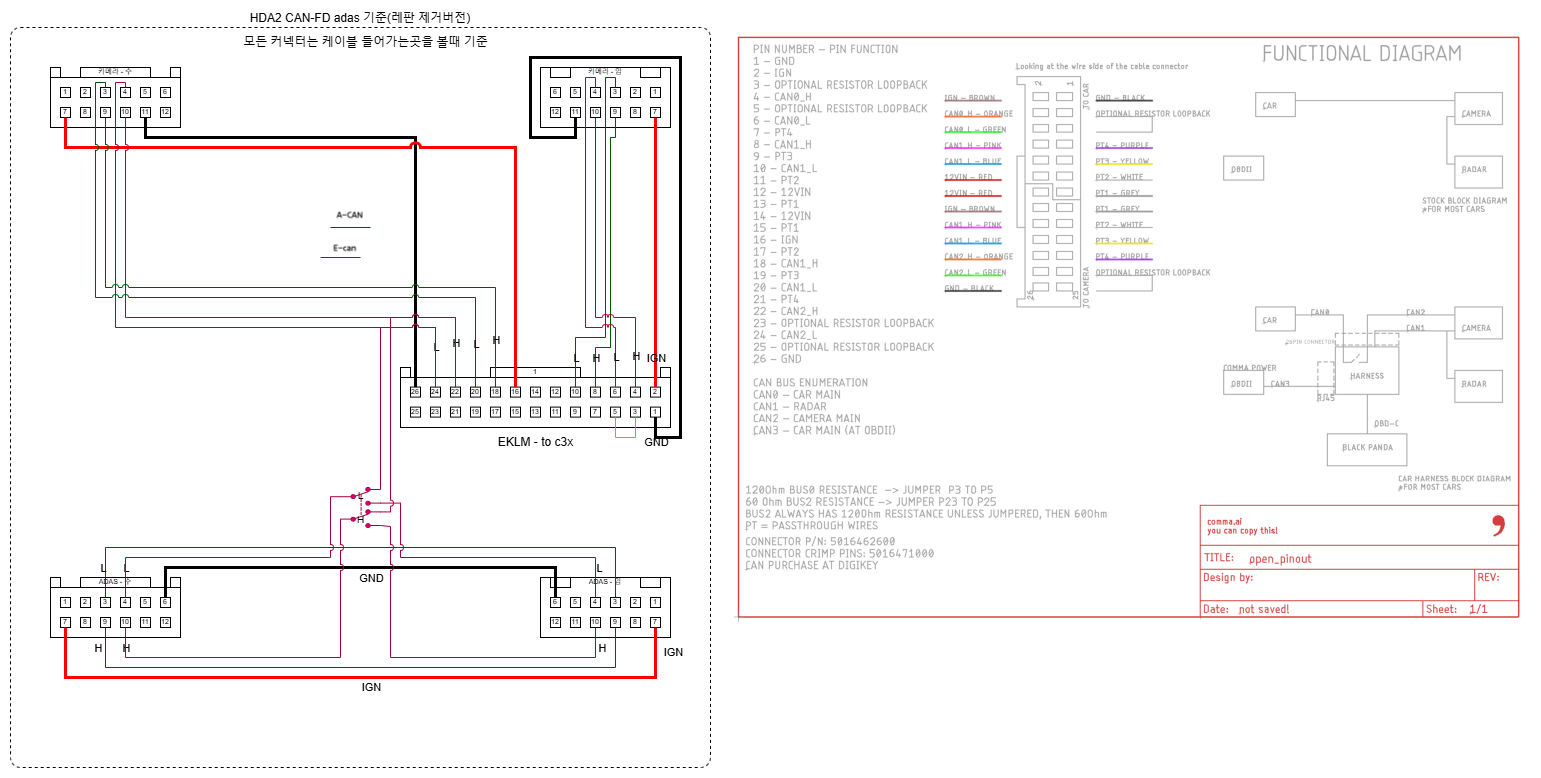 HDA2 CAN-FD adas 기준(레판 제거버전)
모든 커넥터는 케이블 들어가는곳을 볼때 기준
카메라 - 수
1 2 3 4 5 6
7 8 9 10 11 12
카메라 - 암
6 5 4 3 2 1
12 11 10 9 8 7
A-CAN
E-can
L H L H
L H L H IGN
1
26 24 22 20 18 16 14 12 10 8 6 4 2
25 23 21 19 17 15 13 11 9 7 5 3 1
EKLM - to c3x
GND
L
H
L L
ADAS - 수
1 2 3 4 5 6
7 8 9 10 11 12
H H
GND
L
ADAS - 암
6 5 4 3 2 1
12 11 10 9 8 7
H
IGN
IGN
PIN NUMBER - PIN FUNCTION
1 - GND
2 - IGN
3 - OPTIONAL RESISTOR LOOPBACK
4 - CAN0_H
5 - OPTIONAL RESISTOR LOOPBACK
6 - CAN0_L
7 - PT4
8 - CAN1_H
9 - PT3
10 - CAN1_L
11 - PT2
12 - 12VIN
13 - PT1
14 - 12VIN
15 - PT1
16 - IGN
17 - PT2
18 - CAN1_H
19 - PT3
20 - CAN1_L
21 - PT4
22 - CAN2_H
23 - OPTIONAL RESISTOR LOOPBACK
24 - CAN2_L
25 - OPTIONAL RESISTOR LOOPBACK
26 - GND
CAN BUS ENUMERATION
CAN0 - CAR MAIN
CAN1 - RADAR
CAN2 - CAMERA MAIN
CAN3 - CAR MAIN (AT OBDII)
120Ohm BUS0 RESISTANCE -> JUMPER P3 TO P5
60 Ohm BUS2 RESISTANCE -> JUMPER P23 TO P25
BUS2 ALWAYS HAS 120Ohm RESISTANCE UNLESS JUMPERED, THEN 60Ohm
PT = PASSTHROUGH WIRES
CONNECTOR P/N: 5016462600
CONNECTOR CRIMP PINS: 5016471000
CAN PURCHASE AT DIGIKEY
Looking at the wire side of the cable connector
2 1
TO CAR
IGN - BROWN
CAN0_H - ORANGE
CAN0_L - GREEN
CAN1_H - PINK
CAN1_L - BLUE
12VIN - RED
12VIN - RED
IGN - BROWN
CAN1_H - PINK
CAN1_L - BLUE
CAN2_H - ORANGE
CAN2_L - GREEN
GND - BLACK
GND - BLACK
OPTIONAL RESISTOR LOOPBACK
PT4 - PURPLE
PT3 - YELLOW
PT2 - WHITE
PT1 - GREY
PT1 - GREY
PT2 - WHITE
PT3 - YELLOW
PT4 - PURPLE
OPTIONAL RESISTOR LOOPBACK
26 25
TO CAMERA
FUNCTIONAL DIAGRAM
CAR
CAMERA
OBDII
RADAR
STOCK BLOCK DIAGRAM
*FOR MOST CARS
CAR
CAN0
CAN2
CAN1
CAMERA
26PIN CONNECTOR
COMMA POWER
OBDII
CAN3
RJ45
HARNESS
RADAR
OBD-C
BLACK PANDA
CAR HARNESS BLOCK DIAGRAM
*FOR MOST CARS
comma.ai
you can copy this!
TITLE: open_pinout
Design by:
REV:
Date: not saved!
Sheet: 1/1